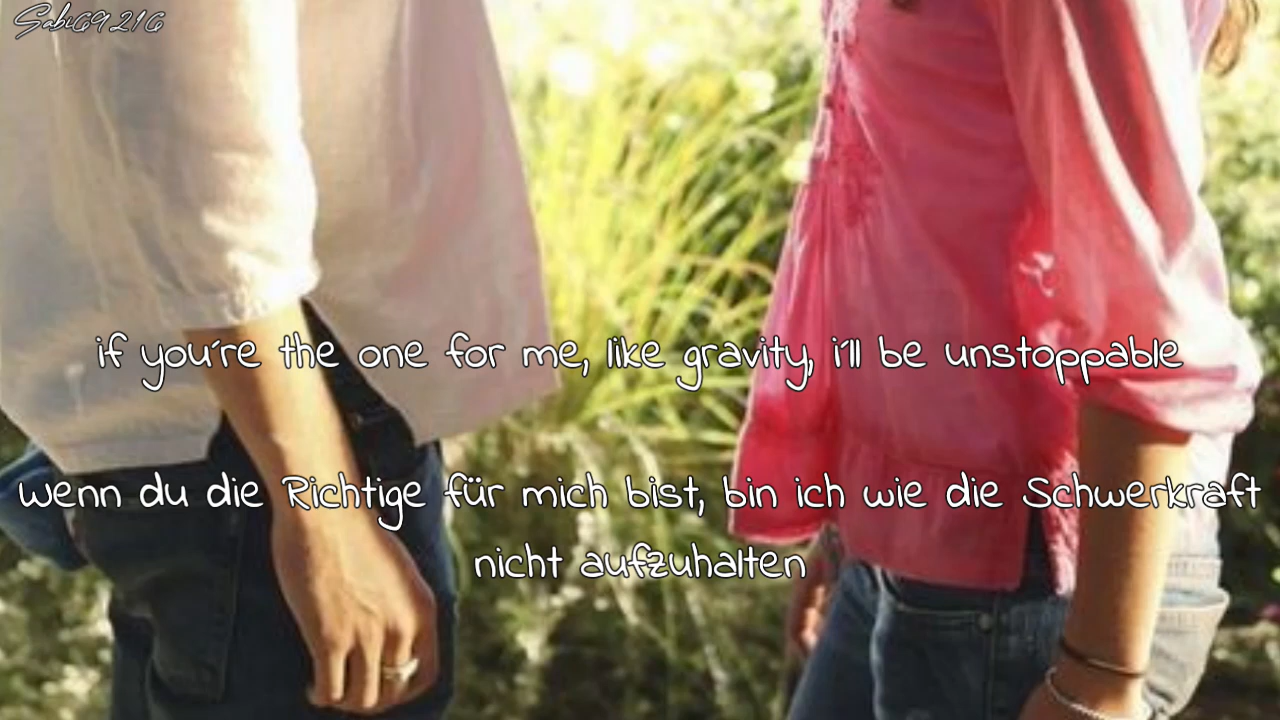 Sabi69216
if you´re the one for me, like gravity, i´ll be unstoppable
wenn du die Richtige für mich bist, bin ich wie die Schwerkraft
nicht aufzuhalten